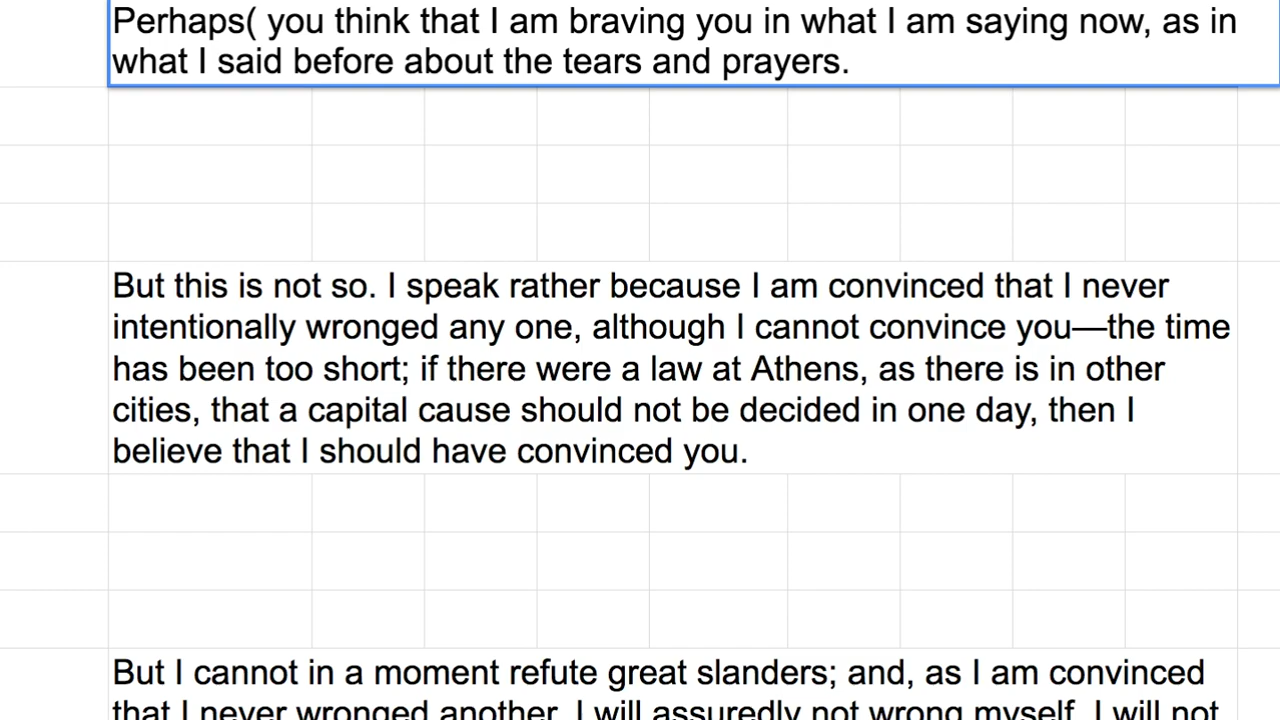 Perhaps( you think that I am braving you in what I am saying now, as in
what I said before about the tears and prayers.
But this is not so. I speak rather because I am convinced that I never
intentionally wronged any one, although I cannot convince you—the time
has been too short; if there were a law at Athens, as there is in other
cities, that a capital cause should not be decided in one day, then I
believe that I should have convinced you.
But I cannot in a moment refute great slanders; and, as I am convinced
that I never wronged another, I will assuredly not wrong myself. I will not